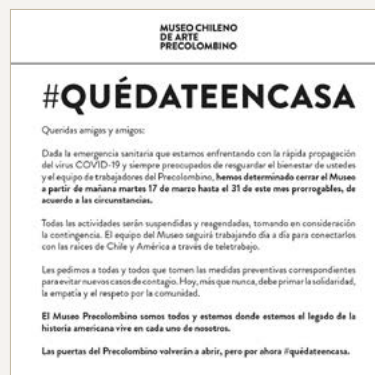 MUSEO CHILENO
DE ARTE
PRECOLOMBINO
#QUÉDATEENCASA
Queridas amigas y amigos:
Dada la emergencia sanitaria que estamos enfrentando con la rápida propagación
del virus COVID-19 y siempre preocupados de resguardar el bienestar de ustedes
y el equipo de trabajadores del Precolombino, hemos determinado cerrar el Museo
a partir de mañana martes 17 de marzo hasta el 31 de este mes prorrogables, de
acuerdo a las circunstancias.
Todas las actividades serán suspendidas y reagendadas, tomando en consideración
la contingencia. El equipo del Museo seguirá trabajando día a día para conectarlos
con las raíces de Chile y América a través de teletrabajo.
Les pedimos a todas y todos que tomen las medidas preventivas correspondientes
para evitar nuevos casos de contagio. Hoy, más que nunca, debe primar la solidaridad,
la empatía y el respeto por la comunidad.
El Museo Precolombino somos todos y estemos donde estemos el legado de la
historia americana vive en cada uno de nosotros.
Las puertas del Precolombino volverán a abrir, pero por ahora #quédatencasa.